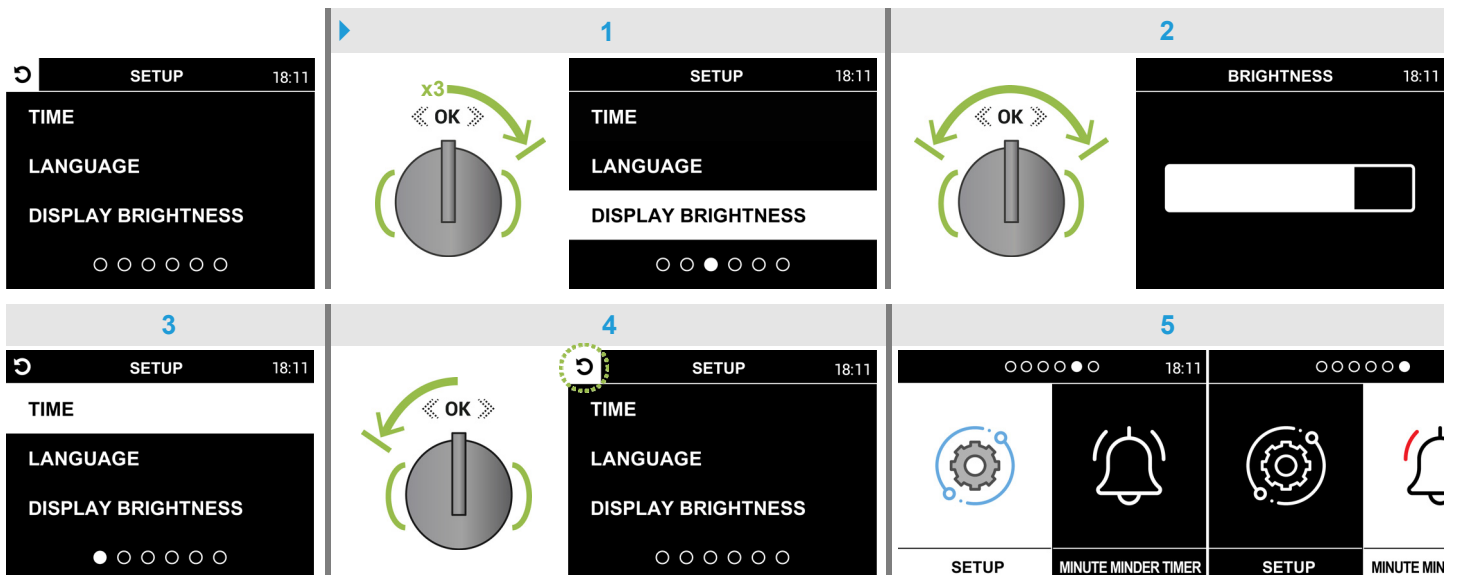 1
2
SETUP 18:11
TIME
LANGUAGE
DISPLAY BRIGHTNESS
x3
OK
SETUP 18:11
TIME
LANGUAGE
DISPLAY BRIGHTNESS
OK
BRIGHTNESS 18:11
3
4
5
SETUP 18:11
TIME
LANGUAGE
DISPLAY BRIGHTNESS
OK
SETUP 18:11
TIME
LANGUAGE
DISPLAY BRIGHTNESS
18:11
SETUP
MINUTE MINDER TIMER
SETUP
MINUTE MIN